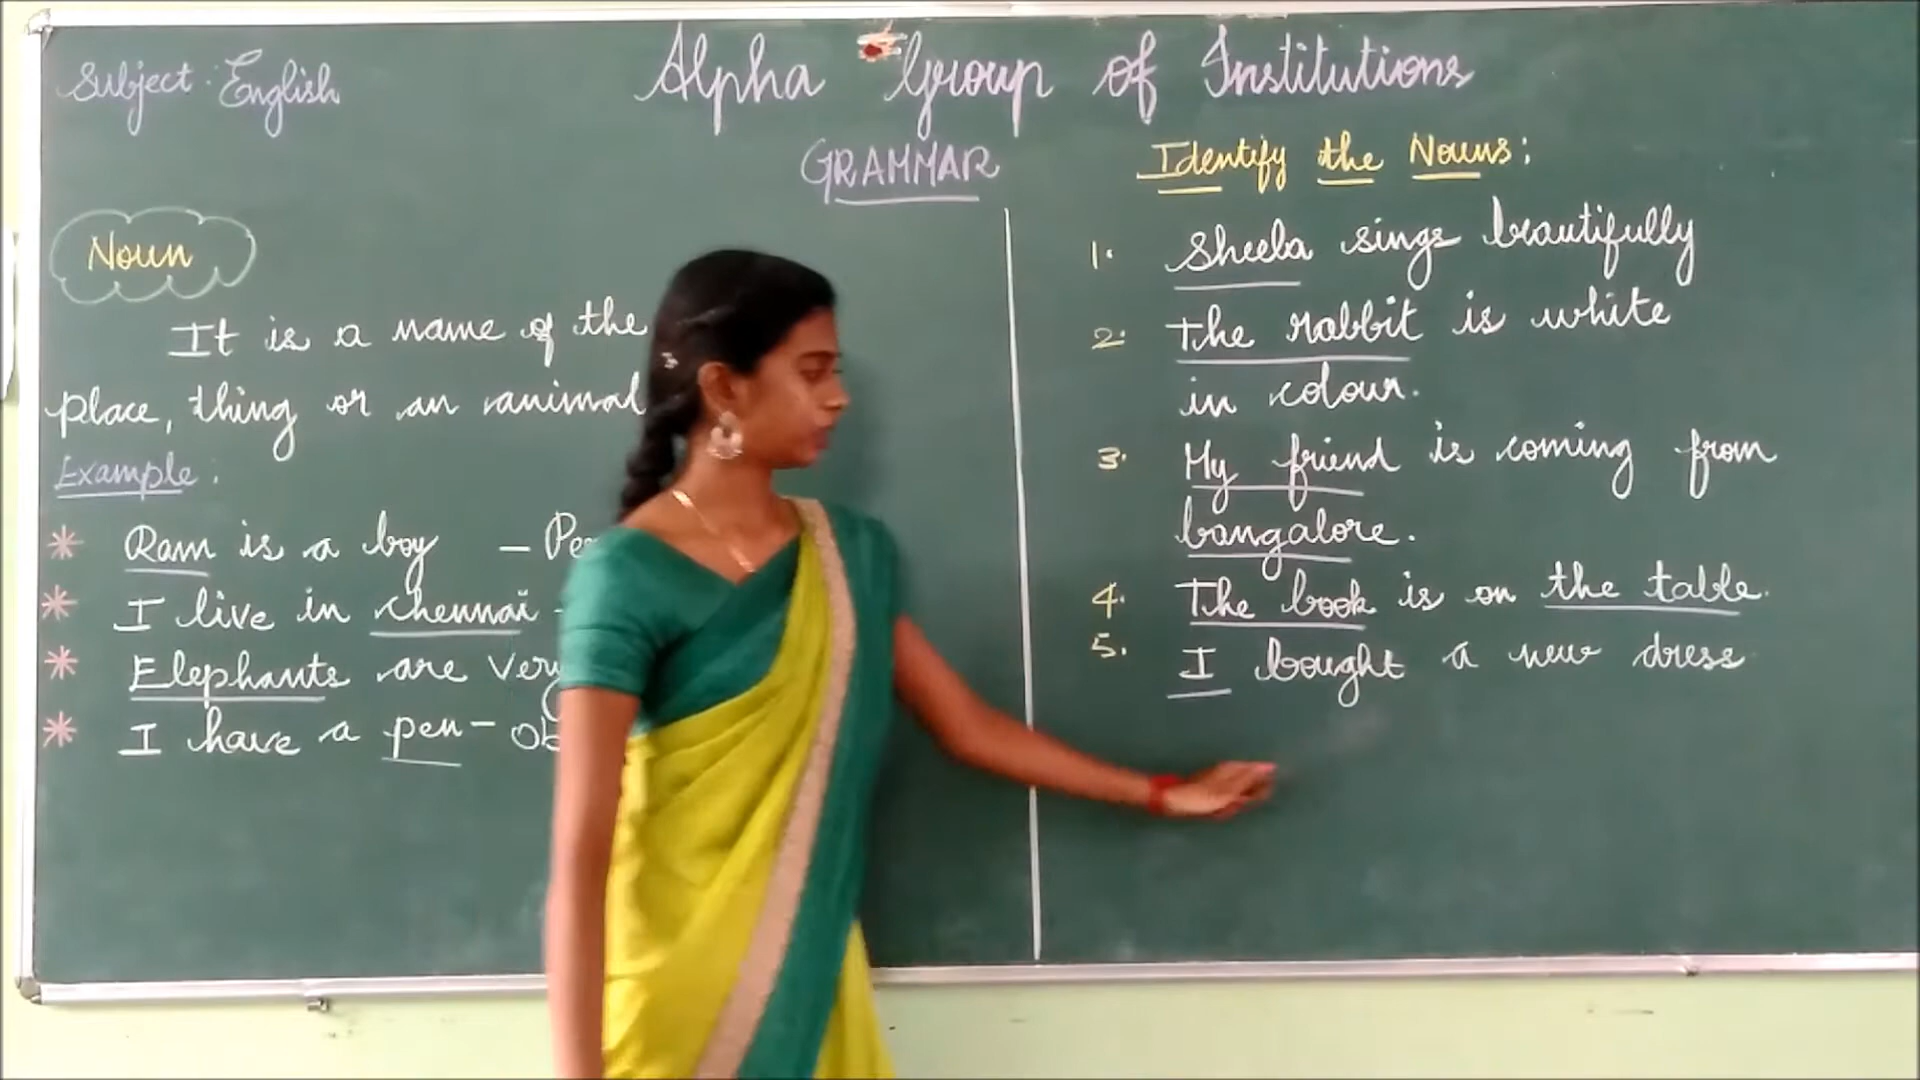 Subject: English
Alpha Group of Institutions
GRAMMAR
Noun
It is a name of the
place, thing or an animal
Example:
* Ram is a boy -
* I live in chennai -
* Elephants are very
* I have a pen -
Identify the Nouns:
1. Sheela sings beautifully
2. The rabbit is white
in colour.
3. My friend is coming from
bangalore.
4. The book is on the table.
5. I bought a new dress